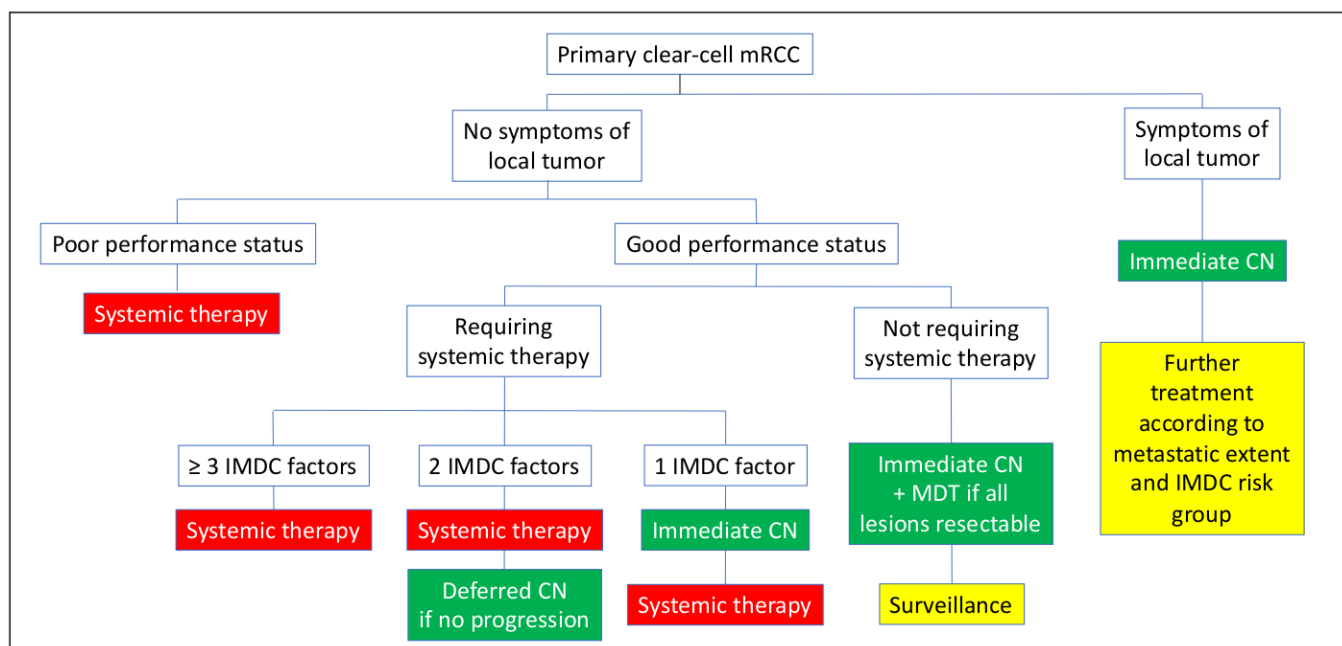 Primary clear-cell mRCC
No symptoms of
local tumor
Symptoms of
local tumor
Poor performance status
Good performance status
Immediate CN
Systemic therapy
Requiring
systemic therapy
Not requiring
systemic therapy
Further
treatment
according to
metastatic extent
and IMDC risk
group
≥ 3 IMDC factors
2 IMDC factors
1 IMDC factor
Immediate CN
+ MDT if all
lesions resectable
Systemic therapy
Systemic therapy
Immediate CN
Deferred CN
if no progression
Systemic therapy
Surveillance